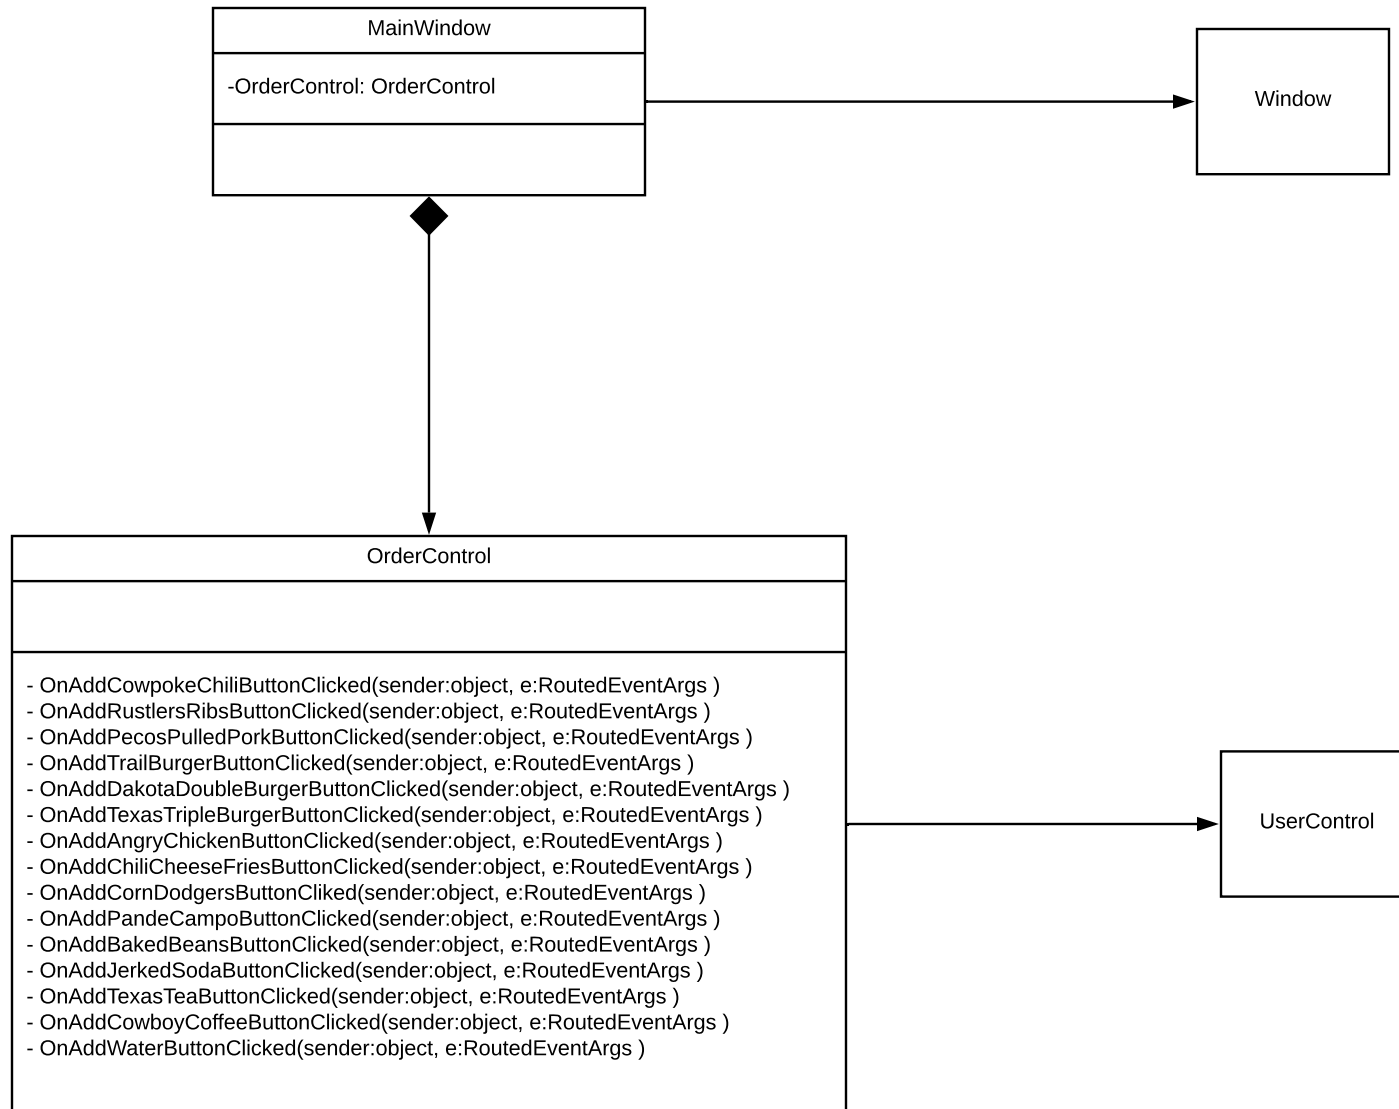 MainWindow
-OrderControl: OrderControl
Window
OrderControl
- OnAddCowpokeChiliButtonClicked(sender:object, e:RoutedEventArgs )
- OnAddRustlersRibsButtonClicked(sender:object, e:RoutedEventArgs )
- OnAddPecosPulledPorkButtonClicked(sender:object, e:RoutedEventArgs )
- OnAddTrailBurgerButtonClicked(sender:object, e:RoutedEventArgs )
- OnAddDakotaDoubleBurgerButtonClicked(sender:object, e:RoutedEventArgs )
- OnAddTexasTripleBurgerButtonClicked(sender:object, e:RoutedEventArgs )
- OnAddAngryChickenButtonClicked(sender:object, e:RoutedEventArgs )
- OnAddChiliCheeseFriesButtonClicked(sender:object, e:RoutedEventArgs )
- OnAddCornDodgersButtonCliked(sender:object, e:RoutedEventArgs )
- OnAddPandeCampoButtonClicked(sender:object, e:RoutedEventArgs )
- OnAddBakedBeansButtonClicked(sender:object, e:RoutedEventArgs )
- OnAddJerkedSodaButtonClicked(sender:object, e:RoutedEventArgs )
- OnAddTexasTeaButtonClicked(sender:object, e:RoutedEventArgs )
- OnAddCowboyCoffeeButtonClicked(sender:object, e:RoutedEventArgs )
- OnAddWaterButtonClicked(sender:object, e:RoutedEventArgs )
UserControl